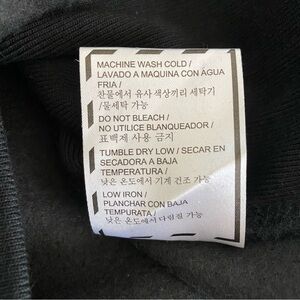 MACHINE WASH COLD /
LAVADO A MAQUINA CON AGUA
FRIA /
찬물에서 유사 색상끼리 세탁기
/물세탁 가능
DO NOT BLEACH /
NO UTILICE BLANQUEADOR /
표백제 사용 금지
TUMBLE DRY LOW / SECAR EN
SECADORA A BAJA
TEMPERATURA /
낮은 온도에서 기계 건조 가능
LOW IRON /
PLANCHAR CON BAJA
TEMPURATA /
낮은 온도에서 다림질 가능